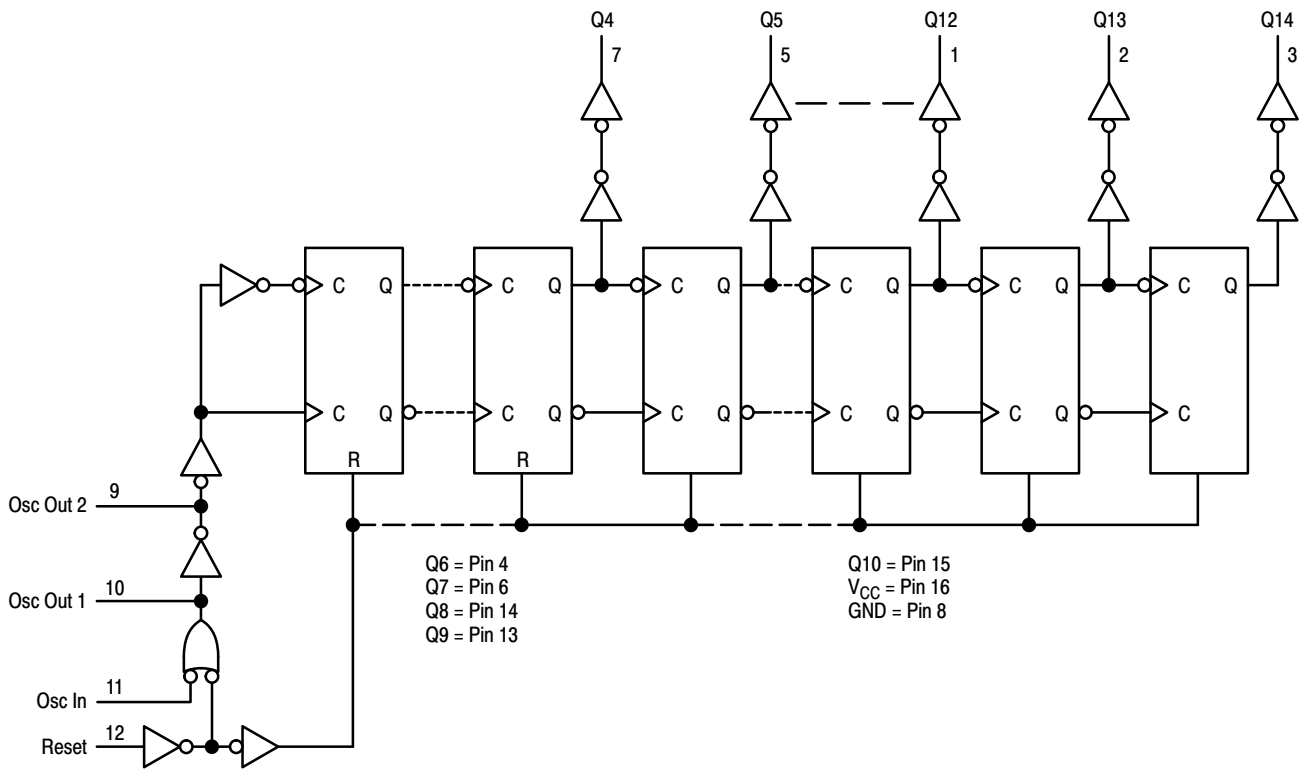 Q4 Q5 Q12 Q13 Q14
7 5 1 2 3
C Q C Q C Q C Q C Q C Q
C Q C Q C Q C Q C Q C
R R
Osc Out 2 9
Q6 = Pin 4
Q7 = Pin 6
Q8 = Pin 14
Q9 = Pin 13
Q10 = Pin 15
VCC = Pin 16
GND = Pin 8
Osc Out 1 10
Osc In 11
Reset 12